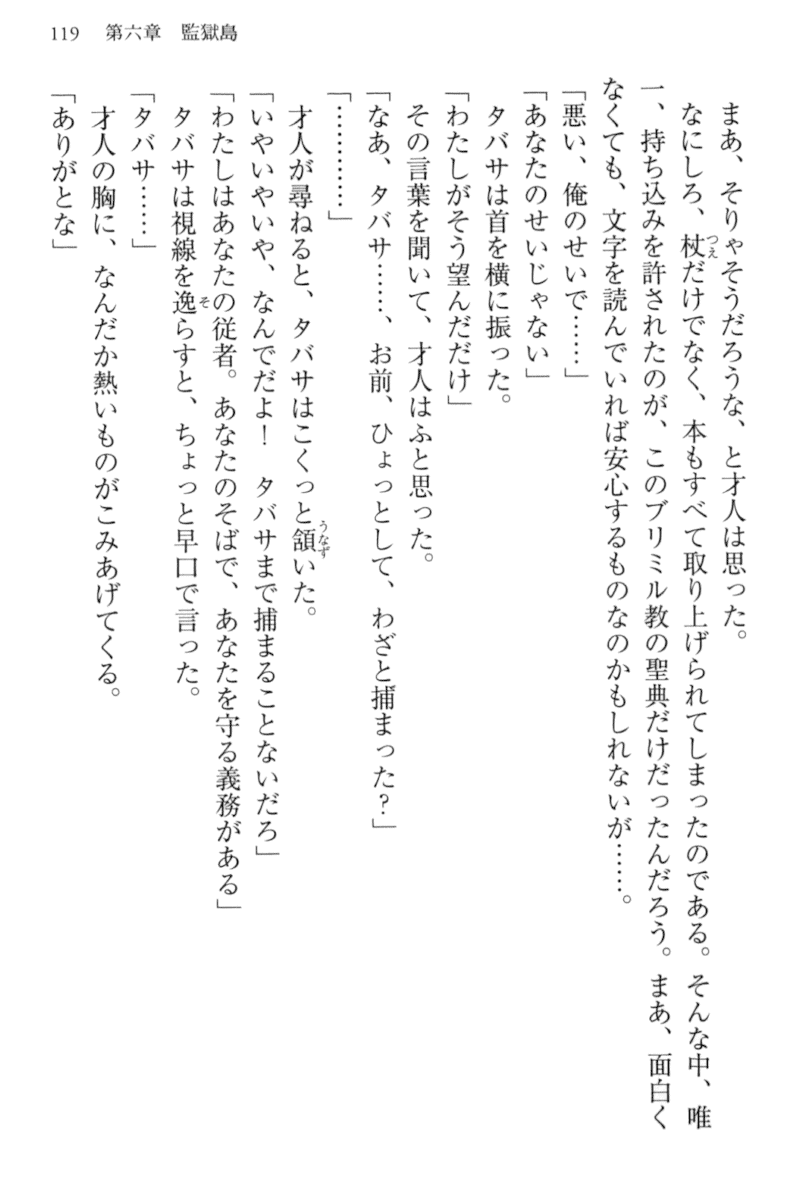 119　第六章　監獄島
まあ、そりゃそうだろうな、と才人は思った。
なにしろ、杖だけでなく、本もすべて取り上げられてしまったのである。そんな中、唯
一、持ち込みを許されたのが、このブリミル教の聖典だけだったんだろう。まあ、面白く
なくても、文字を読んでいれば安心するものなのかもしれないが……。
「悪い、俺のせいで……」
「あなたのせいじゃない」
タバサは首を横に振った。
「わたしがそう望んだだけ」
その言葉を聞いて、才人はふと思った。
「なあ、タバサ……、お前、ひょっとして、わざと捕まった？」
「…………」
才人が尋ねると、タバサはこくっと頷いた。
「いやいやいや、なんでだよ！　タバサまで捕まることないだろ」
「わたしはあなたの従者。あなたのそばで、あなたを守る義務がある」
タバサは視線を逸らすと、ちょっと早口で言った。
「タバサ……」
才人の胸に、なんだか熱いものがこみあげてくる。
「ありがとな」